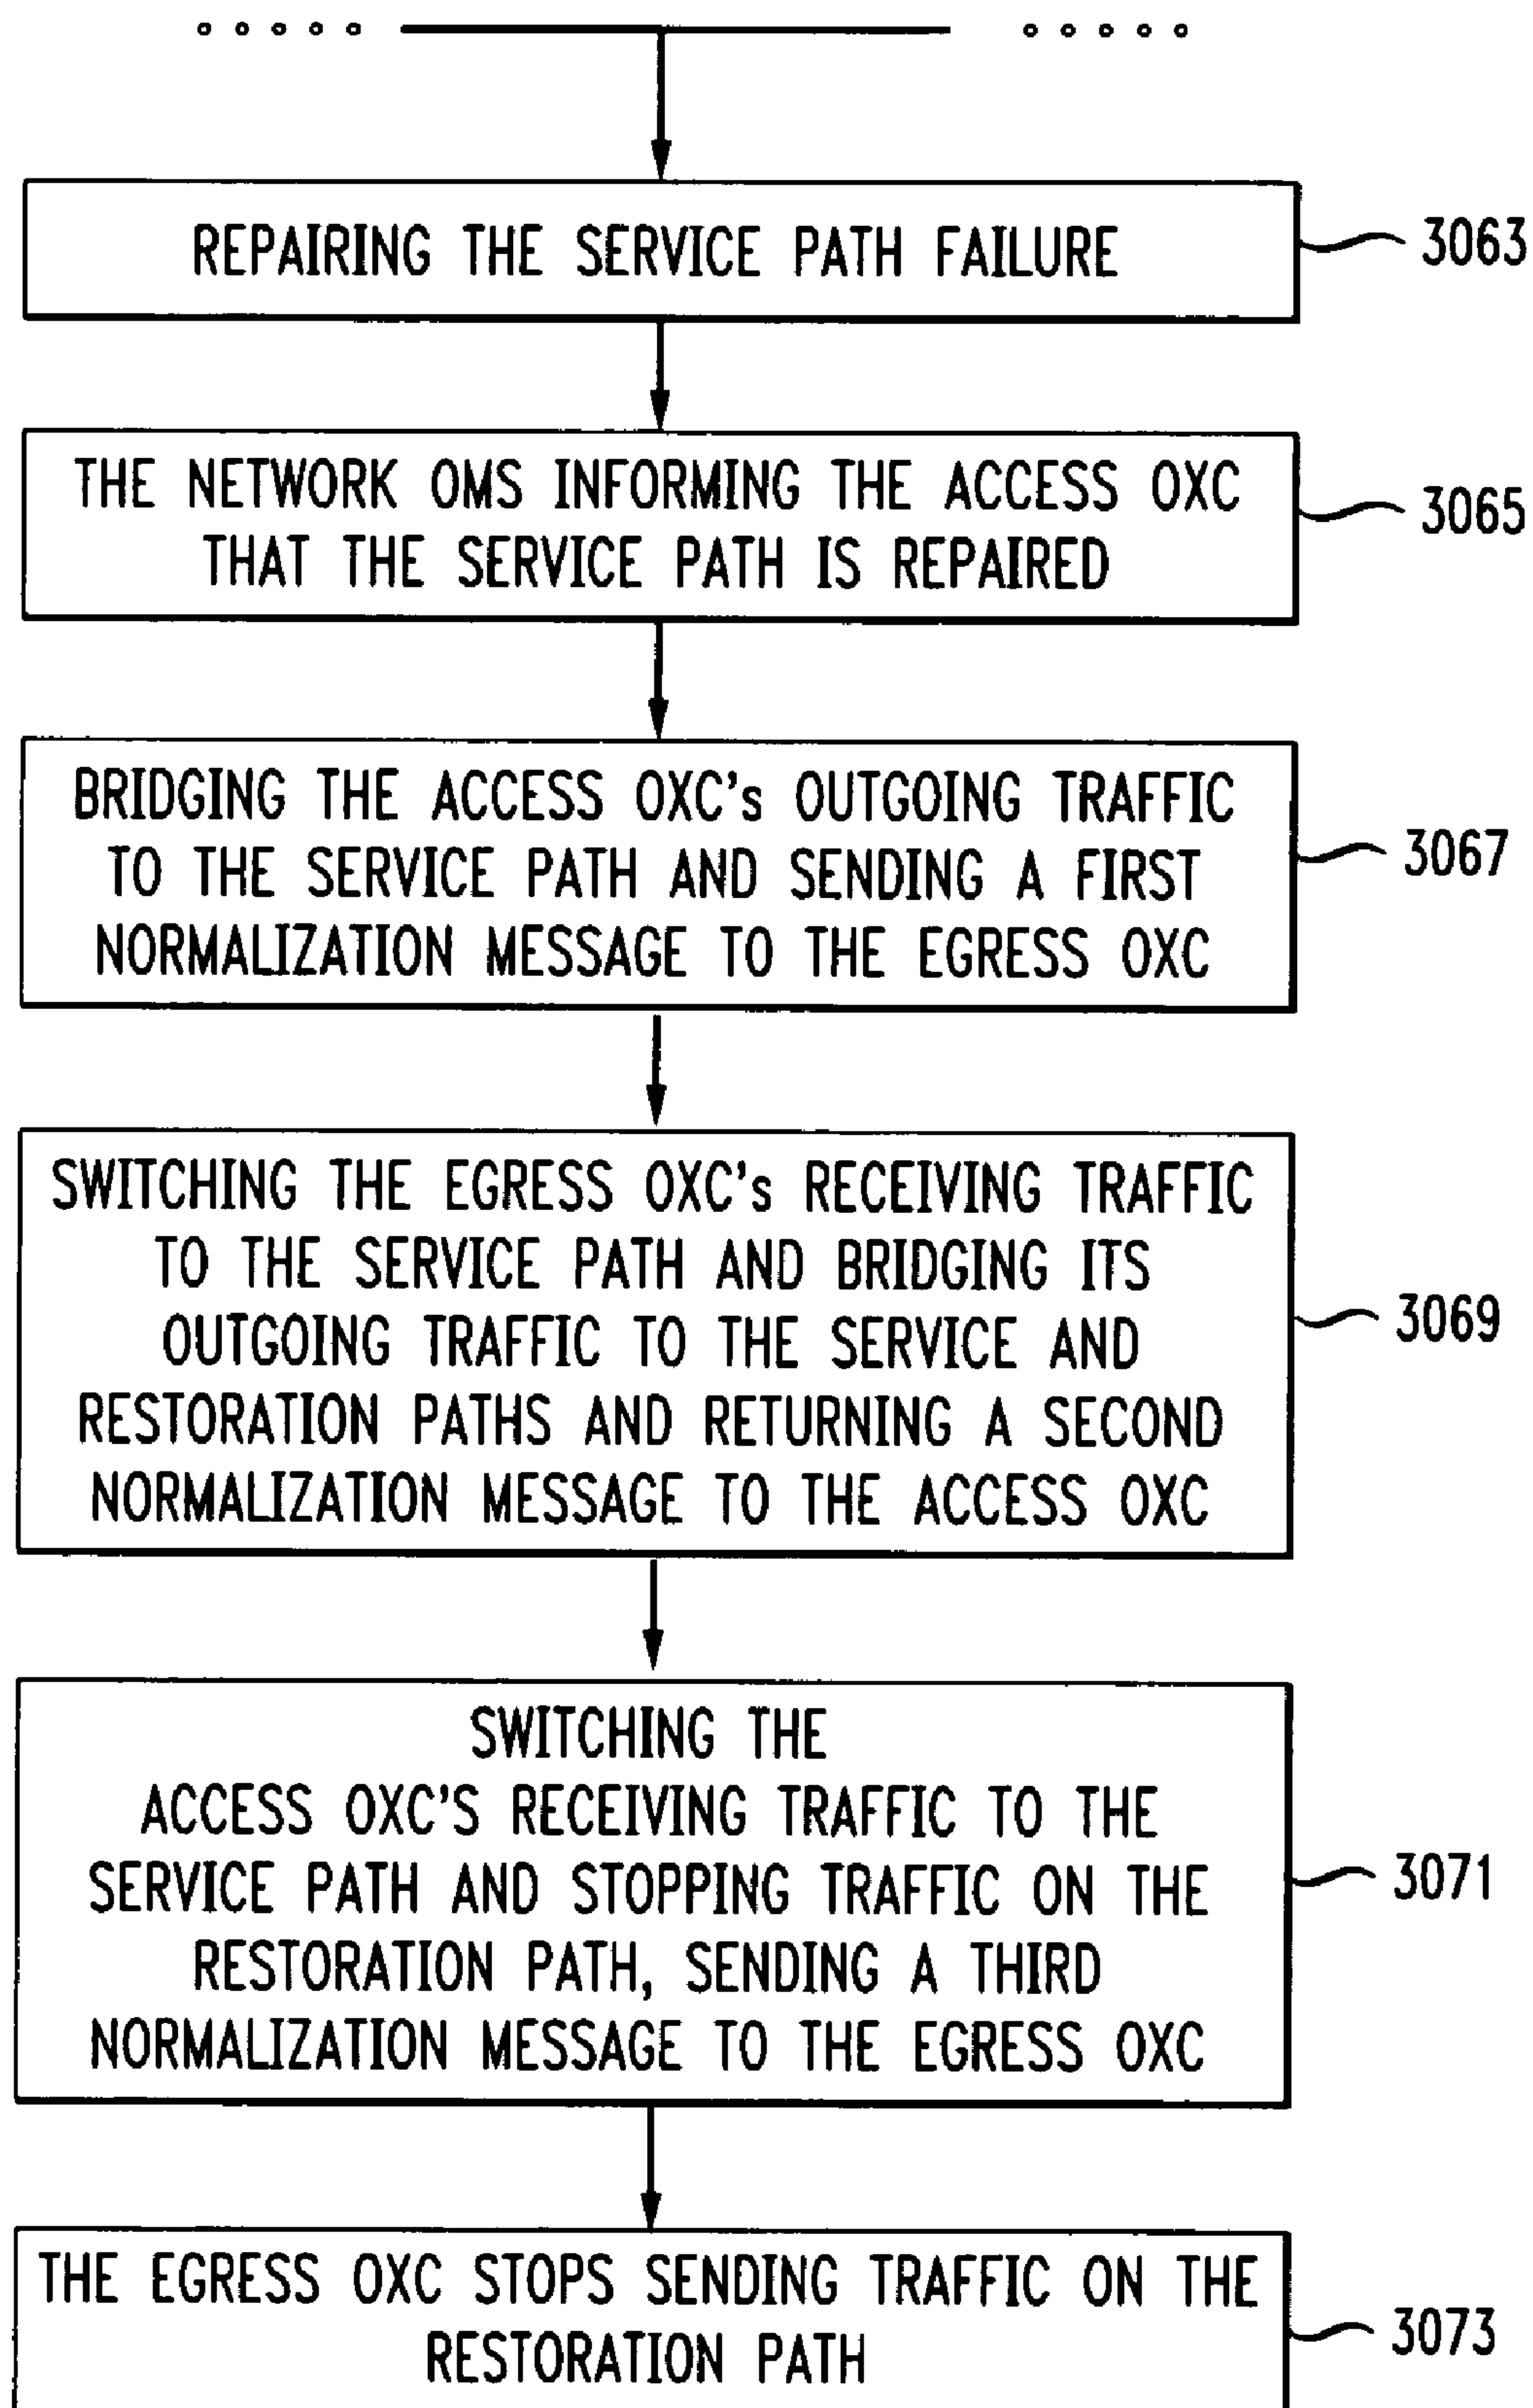 REPAIRING THE SERVICE PATH FAILURE
3063
THE NETWORK OMS INFORMING THE ACCESS OXC
THAT THE SERVICE PATH IS REPAIRED
3065
BRIDGING THE ACCESS OXC's OUTGOING TRAFFIC
TO THE SERVICE PATH AND SENDING A FIRST
NORMALIZATION MESSAGE TO THE EGRESS OXC
3067
SWITCHING THE EGRESS OXC's RECEIVING TRAFFIC
TO THE SERVICE PATH AND BRIDGING ITS
OUTGOING TRAFFIC TO THE SERVICE AND
RESTORATION PATHS AND RETURNING A SECOND
NORMALIZATION MESSAGE TO THE ACCESS OXC
3069
SWITCHING THE
ACCESS OXC'S RECEIVING TRAFFIC TO THE
SERVICE PATH AND STOPPING TRAFFIC ON THE
RESTORATION PATH, SENDING A THIRD
NORMALIZATION MESSAGE TO THE EGRESS OXC
3071
THE EGRESS OXC STOPS SENDING TRAFFIC ON THE
RESTORATION PATH
3073